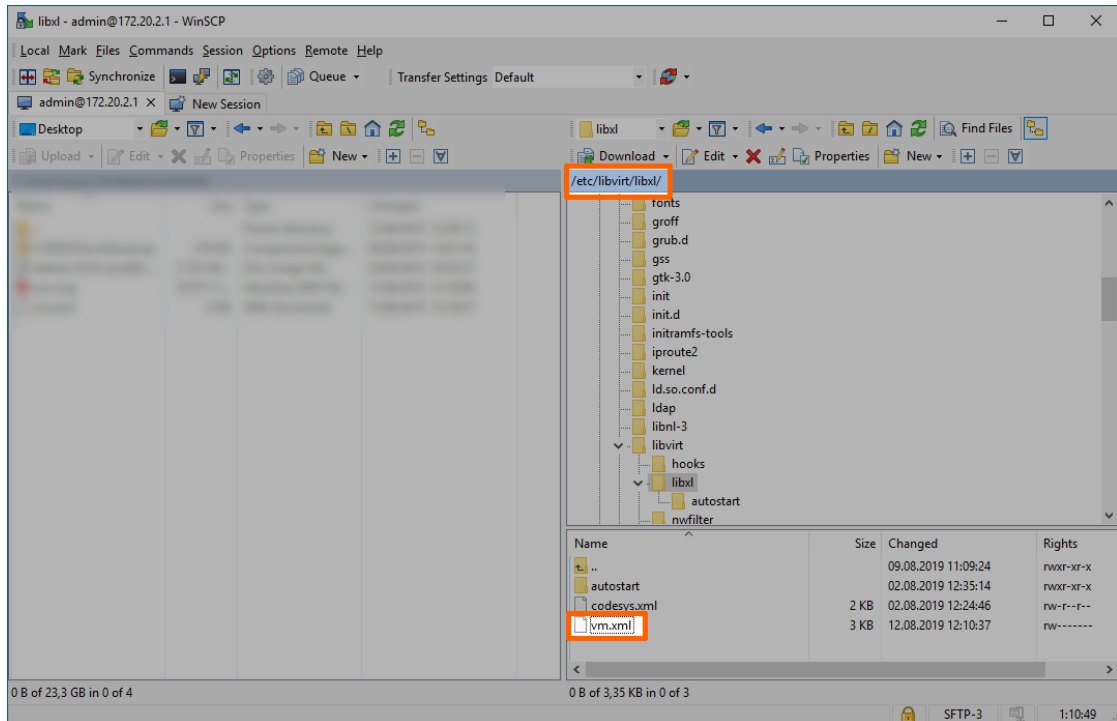 libxl - admin@172.20.2.1 - WinSCP
Local Mark Files Commands Session Options Remote Help
Synchronize Queue Transfer Settings Default
admin@172.20.2.1 New Session
Desktop
Upload Edit Properties New
libxl Find Files
Download Edit Properties New
/etc/libvirt/libxl/
fonts
groff
grub.d
gss
gtk-3.0
init
init.d
initramfs-tools
iproute2
kernel
ld.so.conf.d
ldap
libnl-3
libvirt
hooks
libxl
autostart
nwfilter
Name Size Changed Rights
.. 09.08.2019 11:09:24 rwxr-xr-x
autostart 02.08.2019 12:35:14 rwxr-xr-x
codesys.xml 2 KB 02.08.2019 12:24:46 rw-r--r--
vm.xml 3 KB 12.08.2019 12:10:37 rw-------
0 B of 23,3 GB in 0 of 4
0 B of 3,35 KB in 0 of 3
SFTP-3 1:10:49